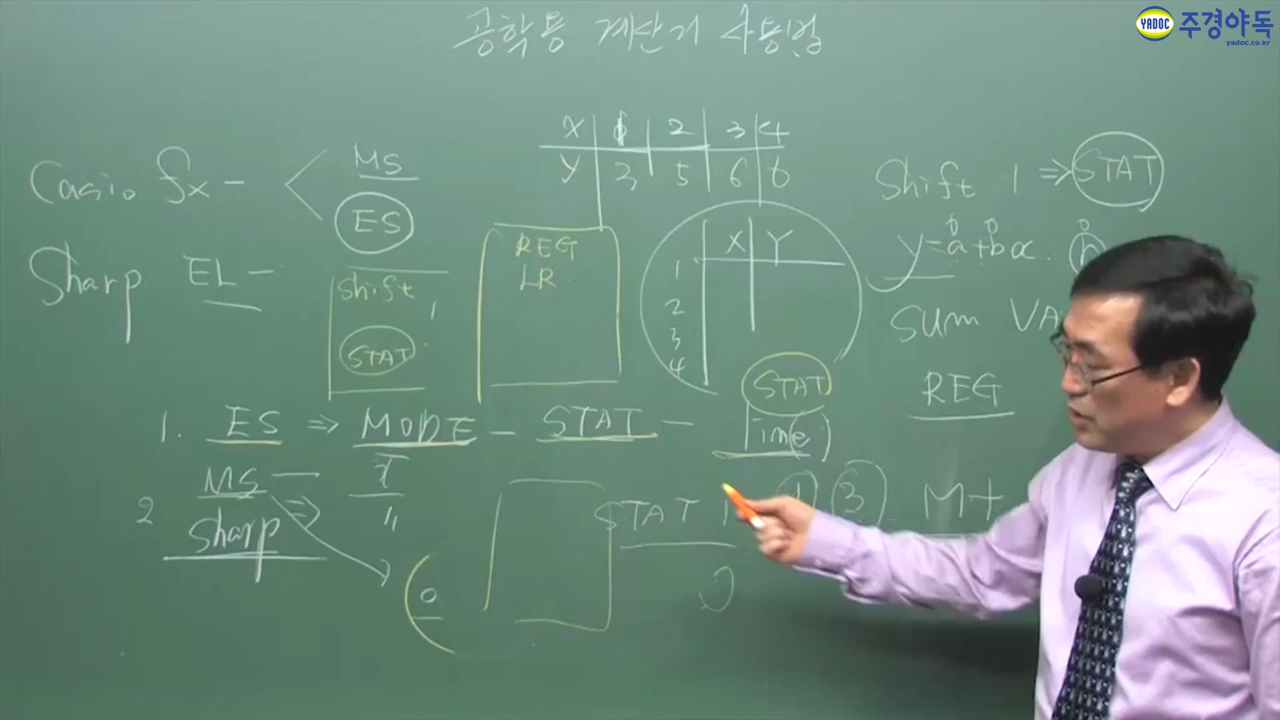 공학용 계산기 사용법
YADOC 주경야독
yadoc.co.kr
X 1 2 3 4
Y 3 5 6 6
Casio fx - < MS
ES
Sharp EL -
Shift 1
STAT
REG
LR
X Y
1
2
3
4
Shift 1 ⇒ STAT
y = a + bx.
SUM VA
REG
STAT
1. ES ⇒ MODE - STAT - line)
2 MS -
Sharp ⇒ "
STAT 1 3 M+
0
0